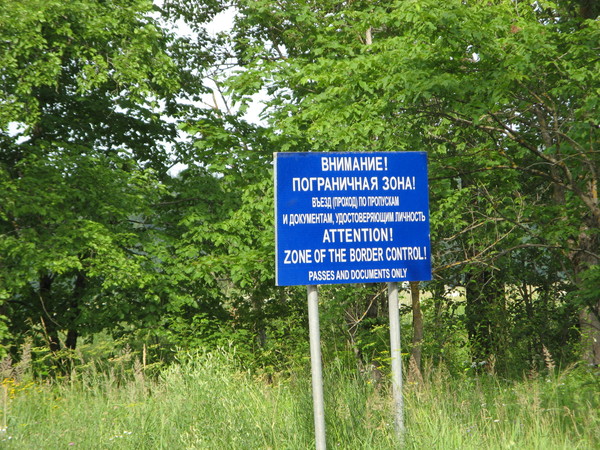 ВНИМАНИЕ!
ПОГРАНИЧНАЯ ЗОНА!
ВЪЕЗД (ПРОХОД) ПО ПРОПУСКАМ
И ДОКУМЕНТАМ, УДОСТОВЕРЯЮЩИМ ЛИЧНОСТЬ
ATTENTION!
ZONE OF THE BORDER CONTROL!
PASSES AND DOCUMENTS ONLY